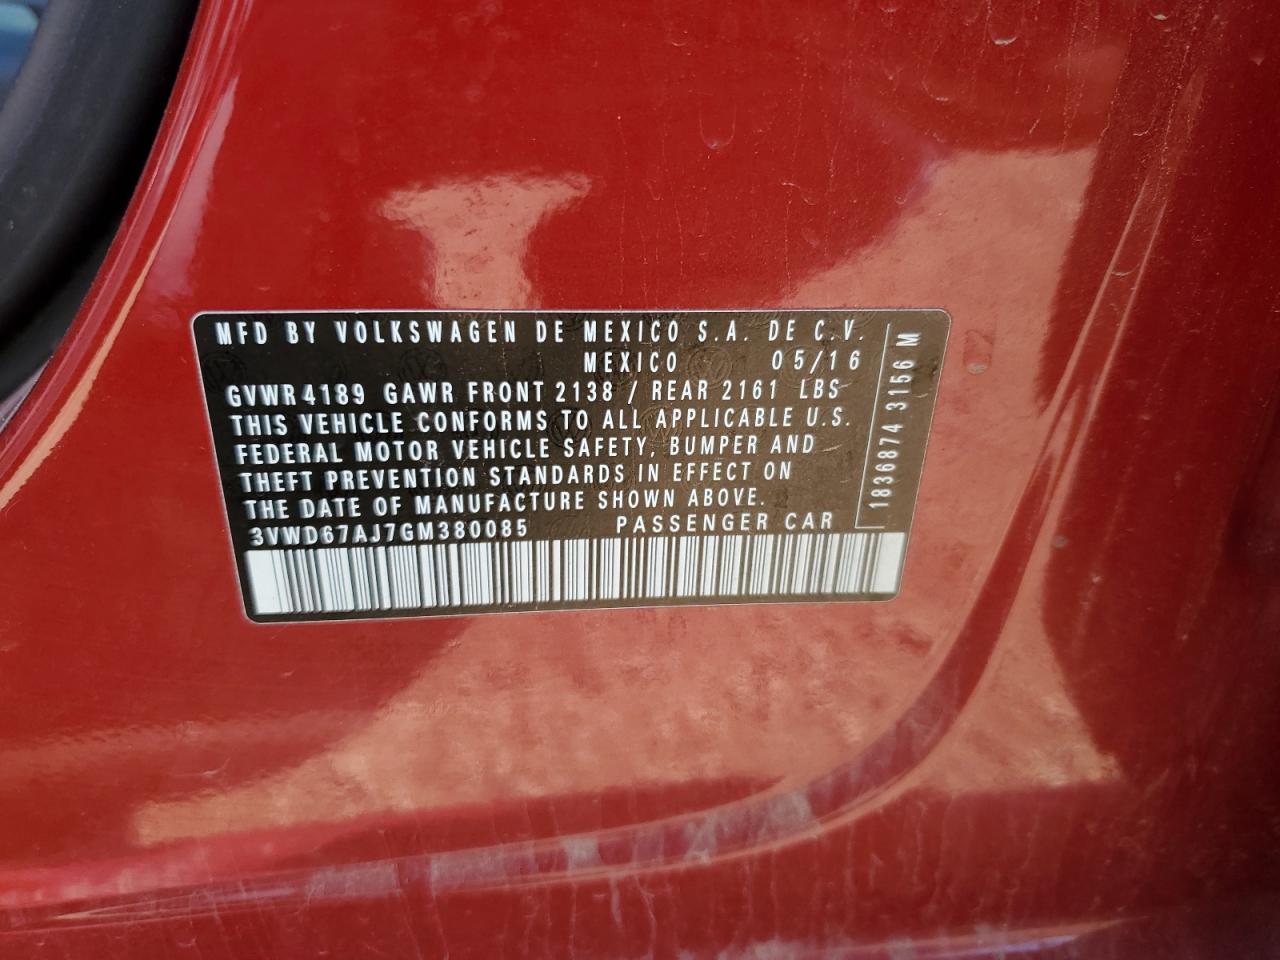 MFD BY VOLKSWAGEN DE MEXICO S.A. DE C.V.
MEXICO 05/16
GVWR 4189 GAWR FRONT 2138 / REAR 2161 LBS
THIS VEHICLE CONFORMS TO ALL APPLICABLE U.S.
FEDERAL MOTOR VEHICLE SAFETY, BUMPER AND
THEFT PREVENTION STANDARDS IN EFFECT ON
THE DATE OF MANUFACTURE SHOWN ABOVE.
3VWD67AJ7GM380085 PASSENGER CAR
1836874 3156 M